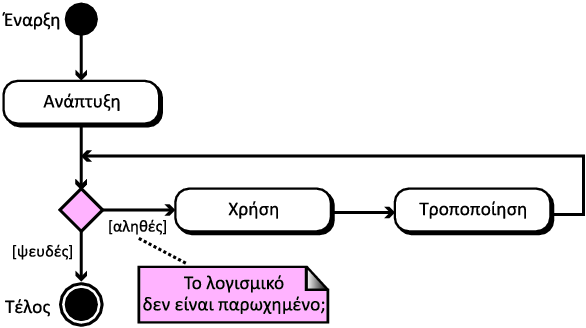 Έναρξη
Ανάπτυξη
Χρήση
Τροποποίηση
[αληθές]
[ψευδές]
Το λογισμικό
δεν είναι παρωχημένο;
Τέλος